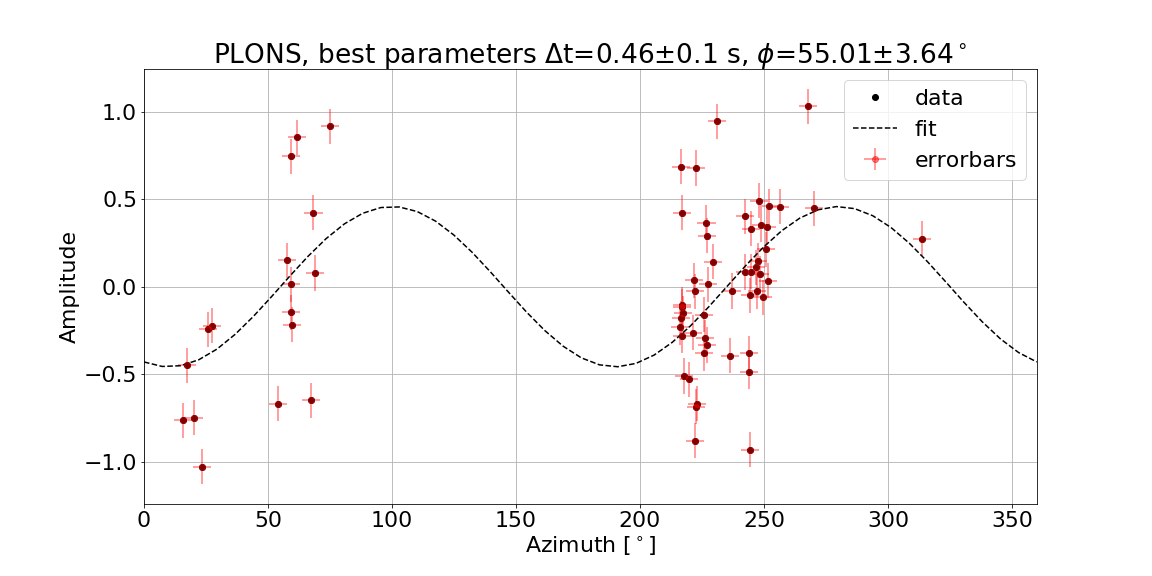 PLONS, best parameters Δt=0.46±0.1 s, ϕ=55.01±3.64°
data
fit
errorbars
1.0
0.5
0.0
−0.5
−1.0
Amplitude
0 50 100 150 200 250 300 350
Azimuth [°]